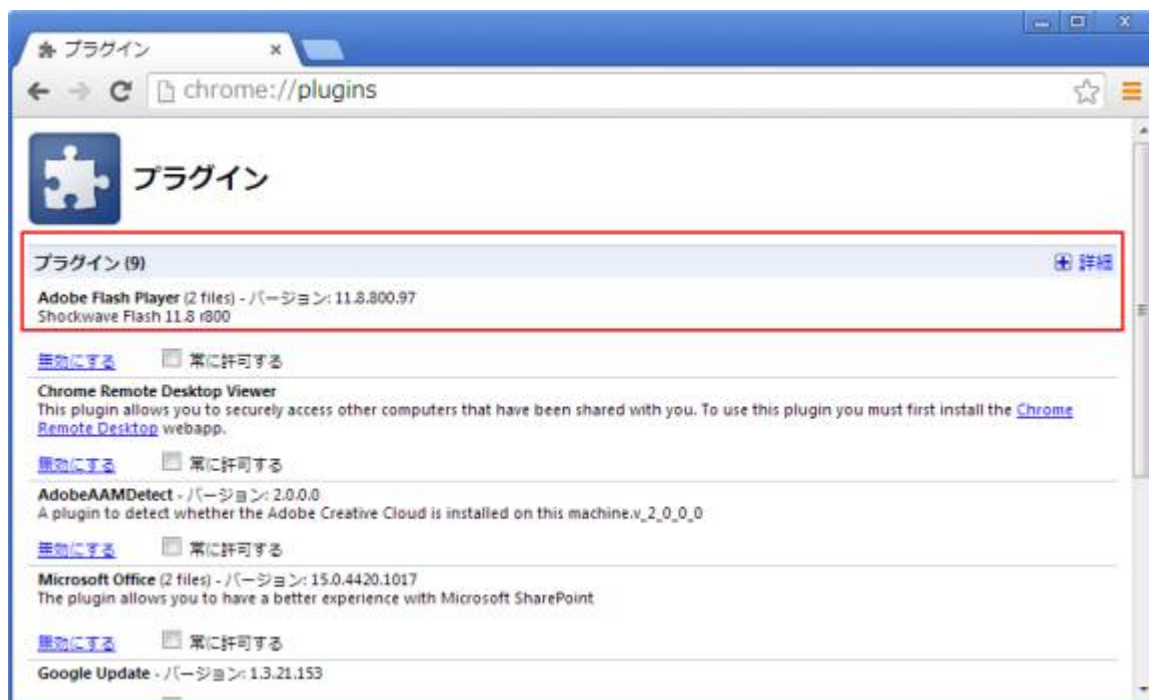 プラグイン
chrome://plugins
プラグイン
プラグイン (9)
詳細
Adobe Flash Player (2 files) - バージョン: 11.8.800.97
Shockwave Flash 11.8 r800
無効にする 常に許可する
Chrome Remote Desktop Viewer
This plugin allows you to securely access other computers that have been shared with you. To use this plugin you must first install the Chrome
Remote Desktop webapp.
無効にする 常に許可する
AdobeAAMDetect - バージョン: 2.0.0.0
A plugin to detect whether the Adobe Creative Cloud is installed on this machine.v_2_0_0_0
無効にする 常に許可する
Microsoft Office (2 files) - バージョン: 15.0.4420.1017
The plugin allows you to have a better experience with Microsoft SharePoint
無効にする 常に許可する
Google Update - バージョン: 1.3.21.153